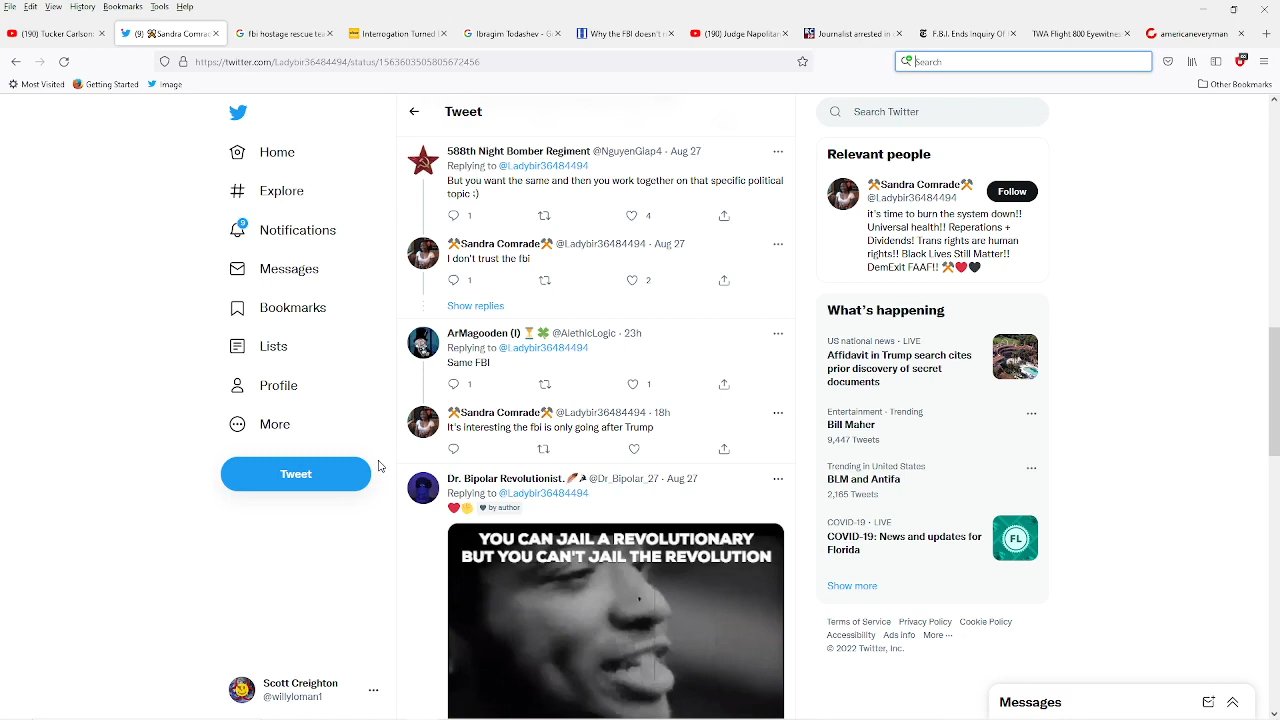 File Edit View History Bookmarks Tools Help
(190) Tucker Carlson:
(9) Sandra Comrad
fbi hostage rescue tea
Interrogation Turned
Ibragim Todashev - G
Why the FBI doesn't
(190) Judge Napolitan
Journalist arrested in
F.B.I. Ends Inquiry Of
TWA Flight 800 Eyewitne
americaneveryman
https://twitter.com/Ladybir36484494/status/1563603505805972456
Search
Most Visited Getting Started Image Other Bookmarks
Home
Explore
9
Notifications
Messages
Bookmarks
Lists
Profile
More
Tweet
Scott Creighton
@willyloman1
Tweet
588th Night Bomber Regiment @NguyenGiap4 · Aug 27
Replying to @Ladybir36484494
But you want the same and then you work together on that specific political
topic ;)
1 4
⚒Sandra Comrade⚒ @Ladybir36484494 · Aug 27
I don't trust the fbi
1 2
Show replies
ArMagooden (I) ⏳🍀 @AlethicLogic · 23h
Replying to @Ladybir36484494
Same FBI
1 1
⚒Sandra Comrade⚒ @Ladybir36484494 · 18h
It's interesting the fbi is only going after Trump
Dr. Bipolar Revolutionist. @Dr_Bipolar_27 · Aug 27
Replying to @Ladybir36484494
by author
YOU CAN JAIL A REVOLUTIONARY
BUT YOU CAN'T JAIL THE REVOLUTION
Search Twitter
Relevant people
⚒Sandra Comrade⚒
@Ladybir36484494
Follow
it's time to burn the system down!!
Universal health!! Reperations +
Dividends! Trans rights are human
rights!! Black Lives Still Matter!!
DemExit FAAF!! ⚒❤️🖤
What's happening
US national news · LIVE
Affidavit in Trump search cites
prior discovery of secret
documents
Entertainment · Trending
Bill Maher
9,447 Tweets
Trending in United States
BLM and Antifa
2,165 Tweets
COVID-19 · LIVE
COVID-19: News and updates for
Florida
FL
Show more
Terms of Service Privacy Policy Cookie Policy
Accessibility Ads info More ···
© 2022 Twitter, Inc.
Messages